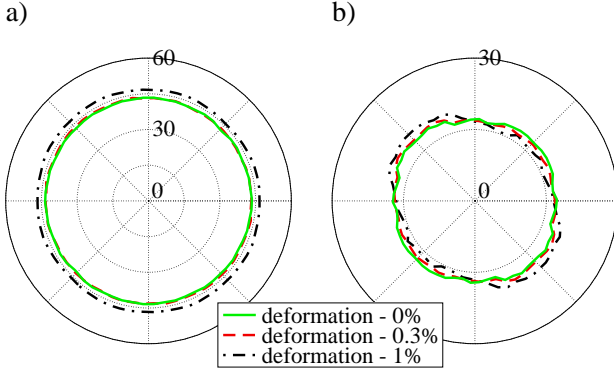 a)
b)
60
30
30
0
0
deformation - 0%
deformation - 0.3%
deformation - 1%